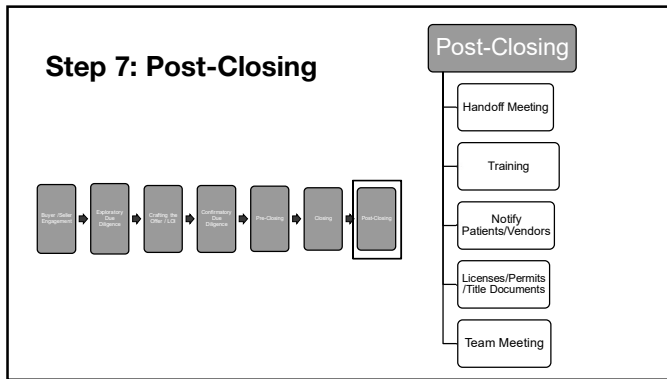 Step 7: Post-Closing
Buyer /Seller
Engagement
Exploratory
Due
Diligence
Crafting the
Offer / LOI
Confirmatory
Due
Diligence
Pre-Closing
Closing
Post-Closing
Post-Closing
Handoff Meeting
Training
Notify
Patients/Vendors
Licenses/Permits
/Title Documents
Team Meeting